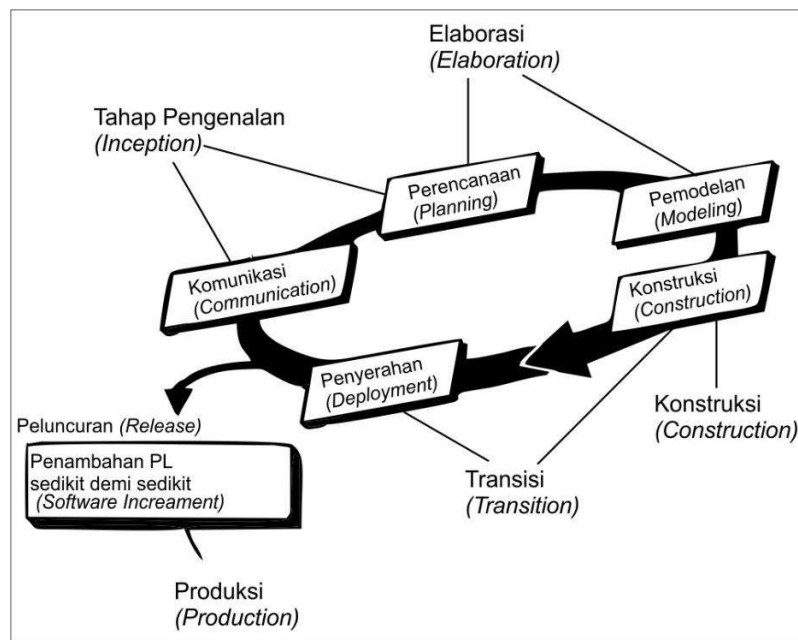 Elaborasi
(Elaboration)
Tahap Pengenalan
(Inception)
Perencanaan
(Planning)
Pemodelan
(Modeling)
Komunikasi
(Communication)
Konstruksi
(Construction)
Penyerahan
(Deployment)
Konstruksi
(Construction)
Peluncuran (Release)
Penambahan PL
sedikit demi sedikit
(Software Increament)
Transisi
(Transition)
Produksi
(Production)